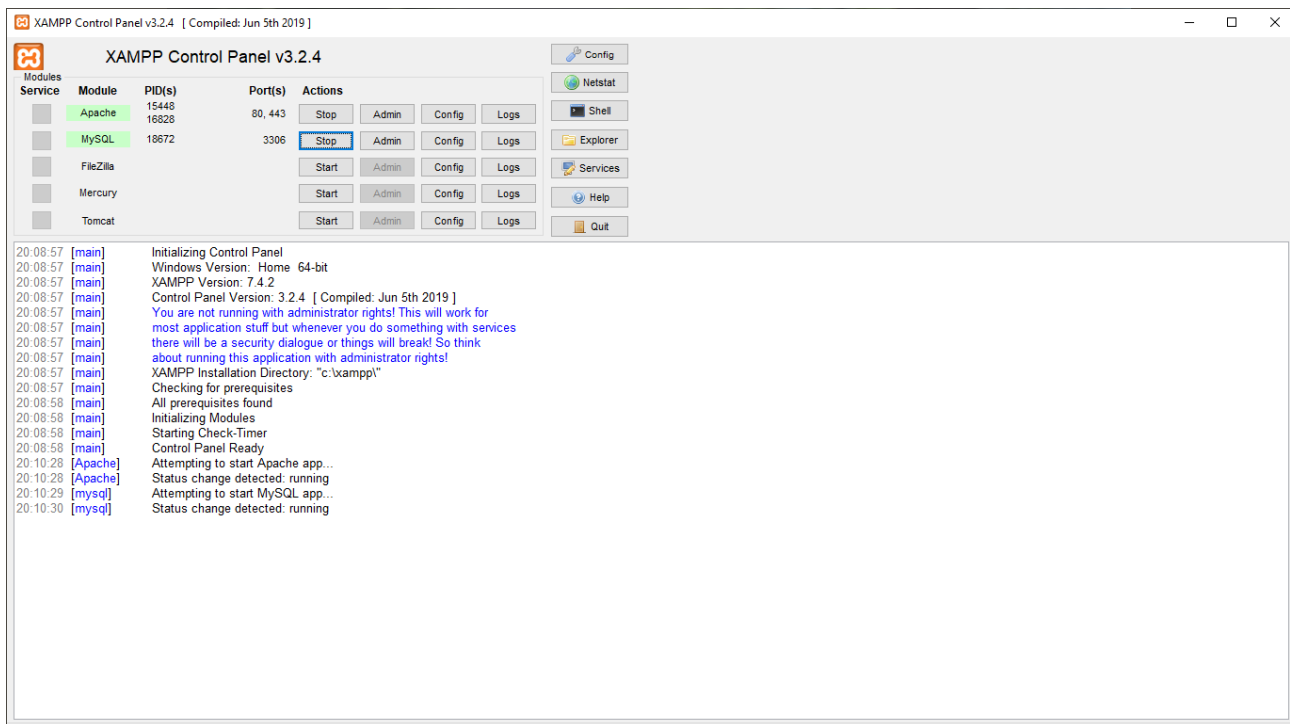 XAMPP Control Panel v3.2.4 [ Compiled: Jun 5th 2019 ]
XAMPP Control Panel v3.2.4
Modules
Service Module PID(s) Port(s) Actions
Apache 15448 16828 80, 443 Stop Admin Config Logs
MySQL 18672 3306 Stop Admin Config Logs
FileZilla Start Admin Config Logs
Mercury Start Admin Config Logs
Tomcat Start Admin Config Logs
Config
Netstat
Shell
Explorer
Services
Help
Quit
20:08:57 [main] Initializing Control Panel
20:08:57 [main] Windows Version: Home 64-bit
20:08:57 [main] XAMPP Version: 7.4.2
20:08:57 [main] Control Panel Version: 3.2.4 [ Compiled: Jun 5th 2019 ]
20:08:57 [main] You are not running with administrator rights! This will work for
20:08:57 [main] most application stuff but whenever you do something with services
20:08:57 [main] there will be a security dialogue or things will break! So think
20:08:57 [main] about running this application with administrator rights!
20:08:57 [main] XAMPP Installation Directory: "c:\xampp\"
20:08:57 [main] Checking for prerequisites
20:08:58 [main] All prerequisites found
20:08:58 [main] Initializing Modules
20:08:58 [main] Starting Check-Timer
20:08:58 [main] Control Panel Ready
20:10:28 [Apache] Attempting to start Apache app...
20:10:28 [Apache] Status change detected: running
20:10:29 [mysql] Attempting to start MySQL app...
20:10:30 [mysql] Status change detected: running